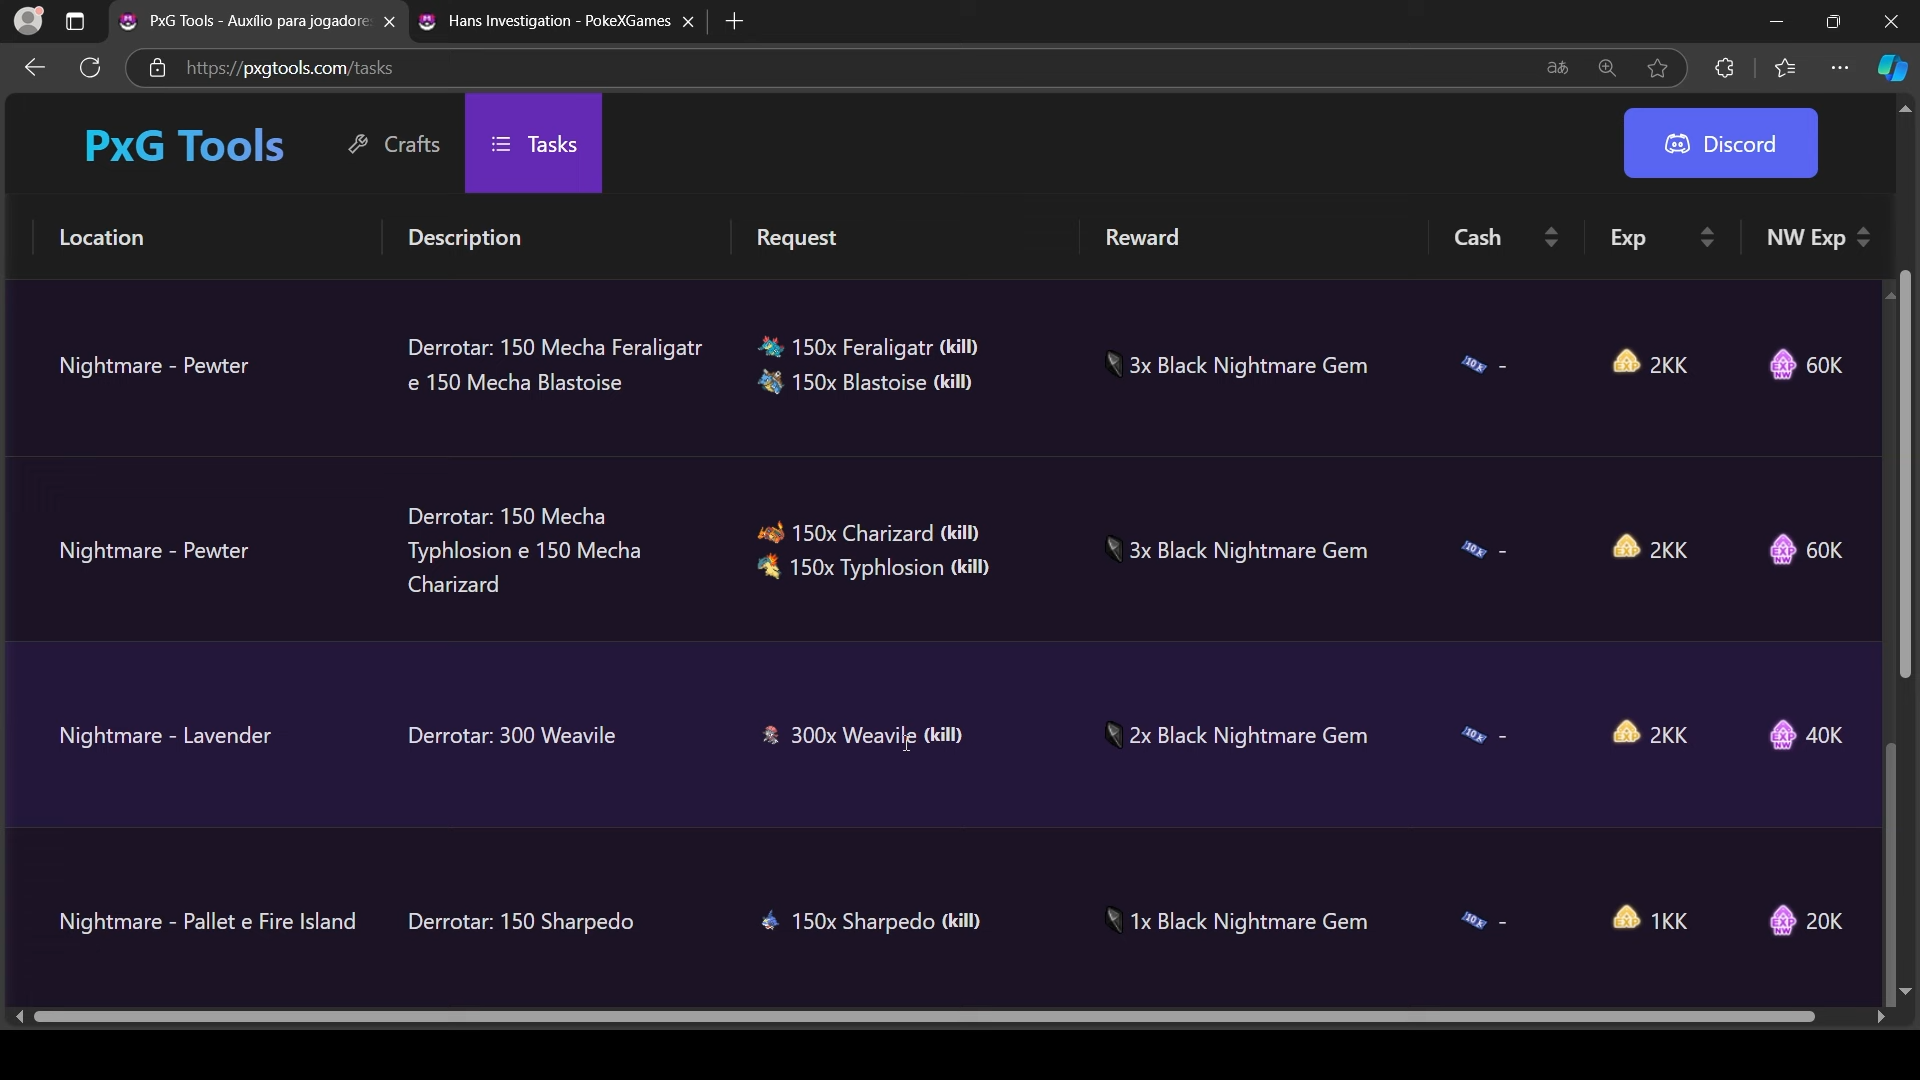 PxG Tools - Auxílio para jogadore
Hans Investigation - PokeXGames
https://pxgtools.com/tasks
PxG Tools
Crafts
Tasks
Discord
Location
Description
Request
Reward
Cash
Exp
NW Exp
Nightmare - Pewter
Derrotar: 150 Mecha Feraligatr
e 150 Mecha Blastoise
150x Feraligatr (kill)
150x Blastoise (kill)
3x Black Nightmare Gem
-
2KK
60K
Nightmare - Pewter
Derrotar: 150 Mecha
Typhlosion e 150 Mecha
Charizard
150x Charizard (kill)
150x Typhlosion (kill)
3x Black Nightmare Gem
-
2KK
60K
Nightmare - Lavender
Derrotar: 300 Weavile
300x Weavile (kill)
2x Black Nightmare Gem
-
2KK
40K
Nightmare - Pallet e Fire Island
Derrotar: 150 Sharpedo
150x Sharpedo (kill)
1x Black Nightmare Gem
-
1KK
20K